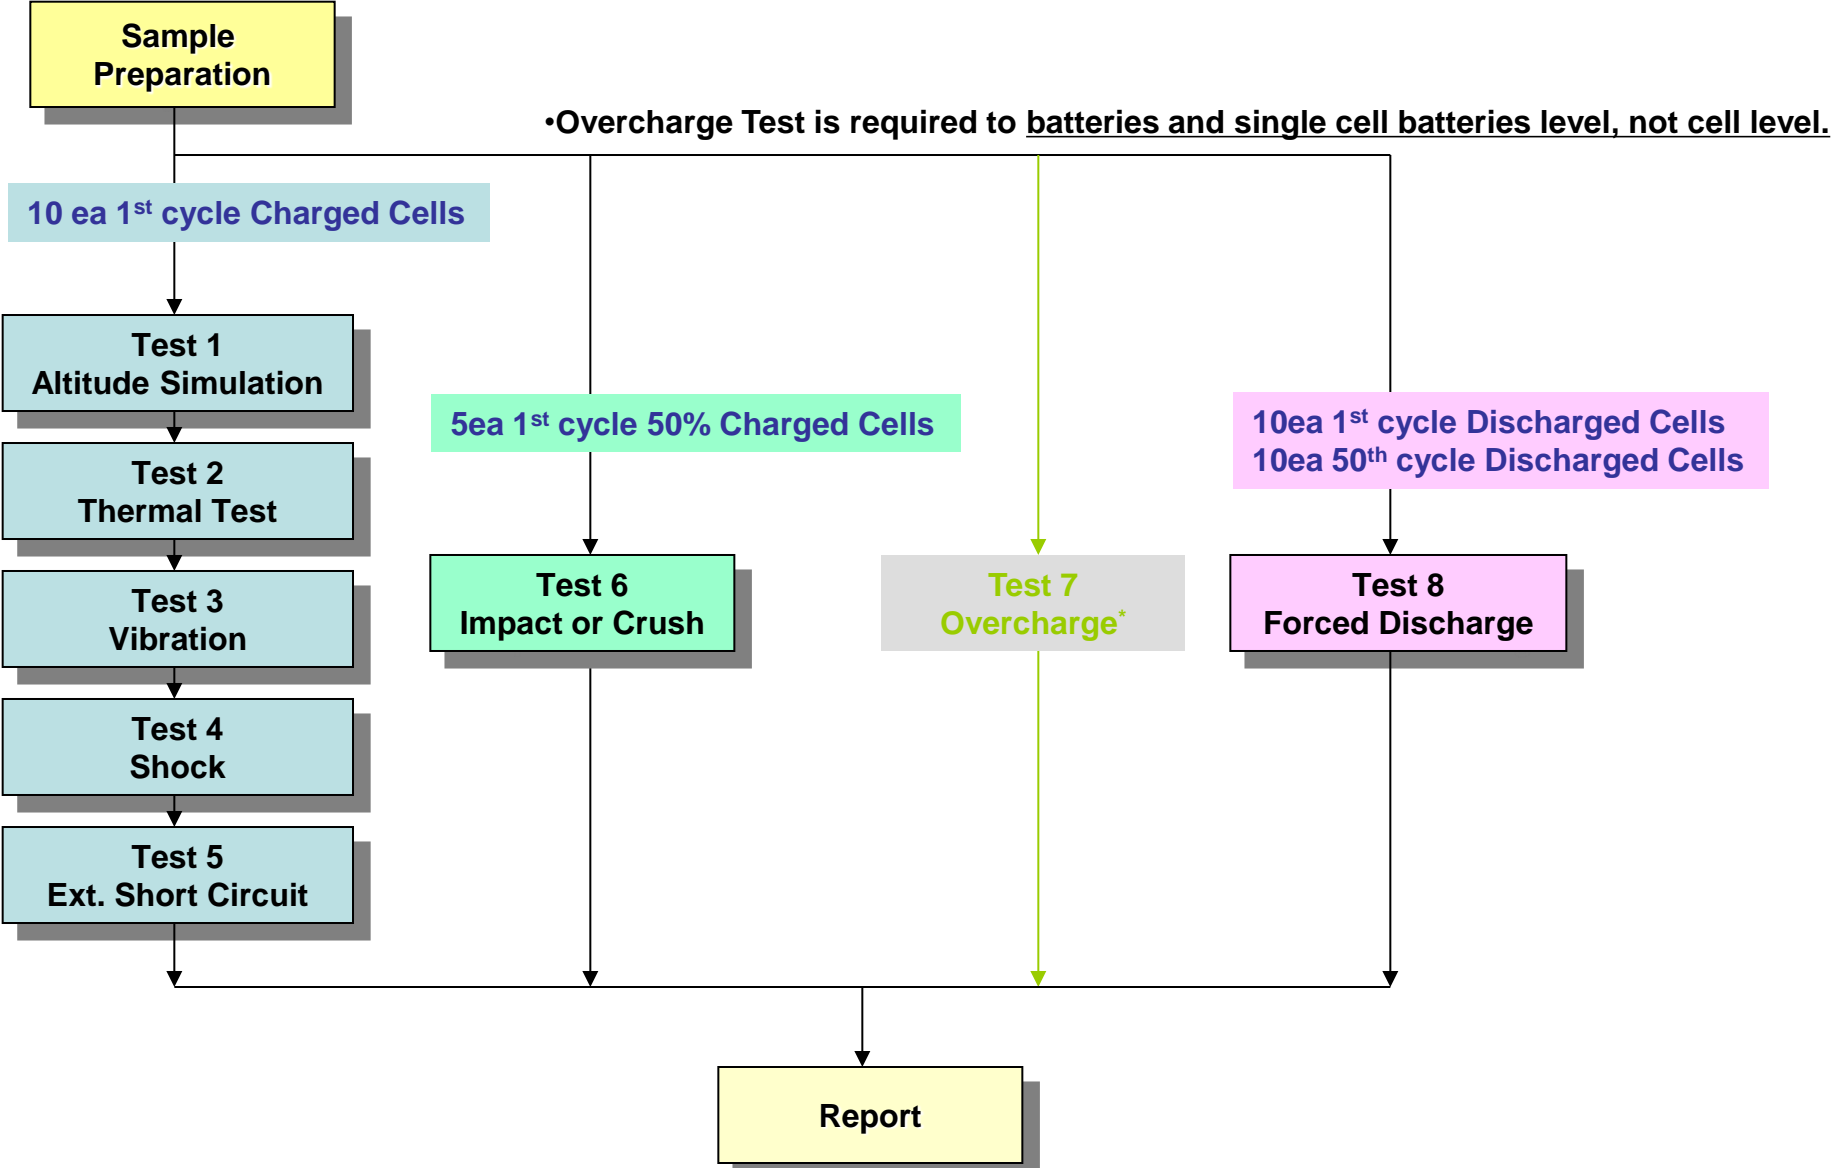 Sample
Preparation
•Overcharge Test is required to batteries and single cell batteries level, not cell level.
10 ea 1st cycle Charged Cells
Test 1
Altitude Simulation
Test 2
Thermal Test
Test 3
Vibration
Test 4
Shock
Test 5
Ext. Short Circuit
5ea 1st cycle 50% Charged Cells
Test 6
Impact or Crush
Test 7
Overcharge*
10ea 1st cycle Discharged Cells
10ea 50th cycle Discharged Cells
Test 8
Forced Discharge
Report